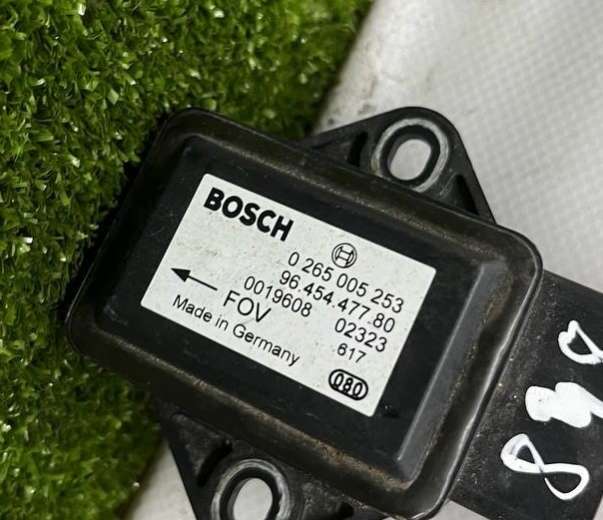 BOSCH
0 265 005 253
96.454.477.80
0019608 02323
FOV 617
Made in Germany
080